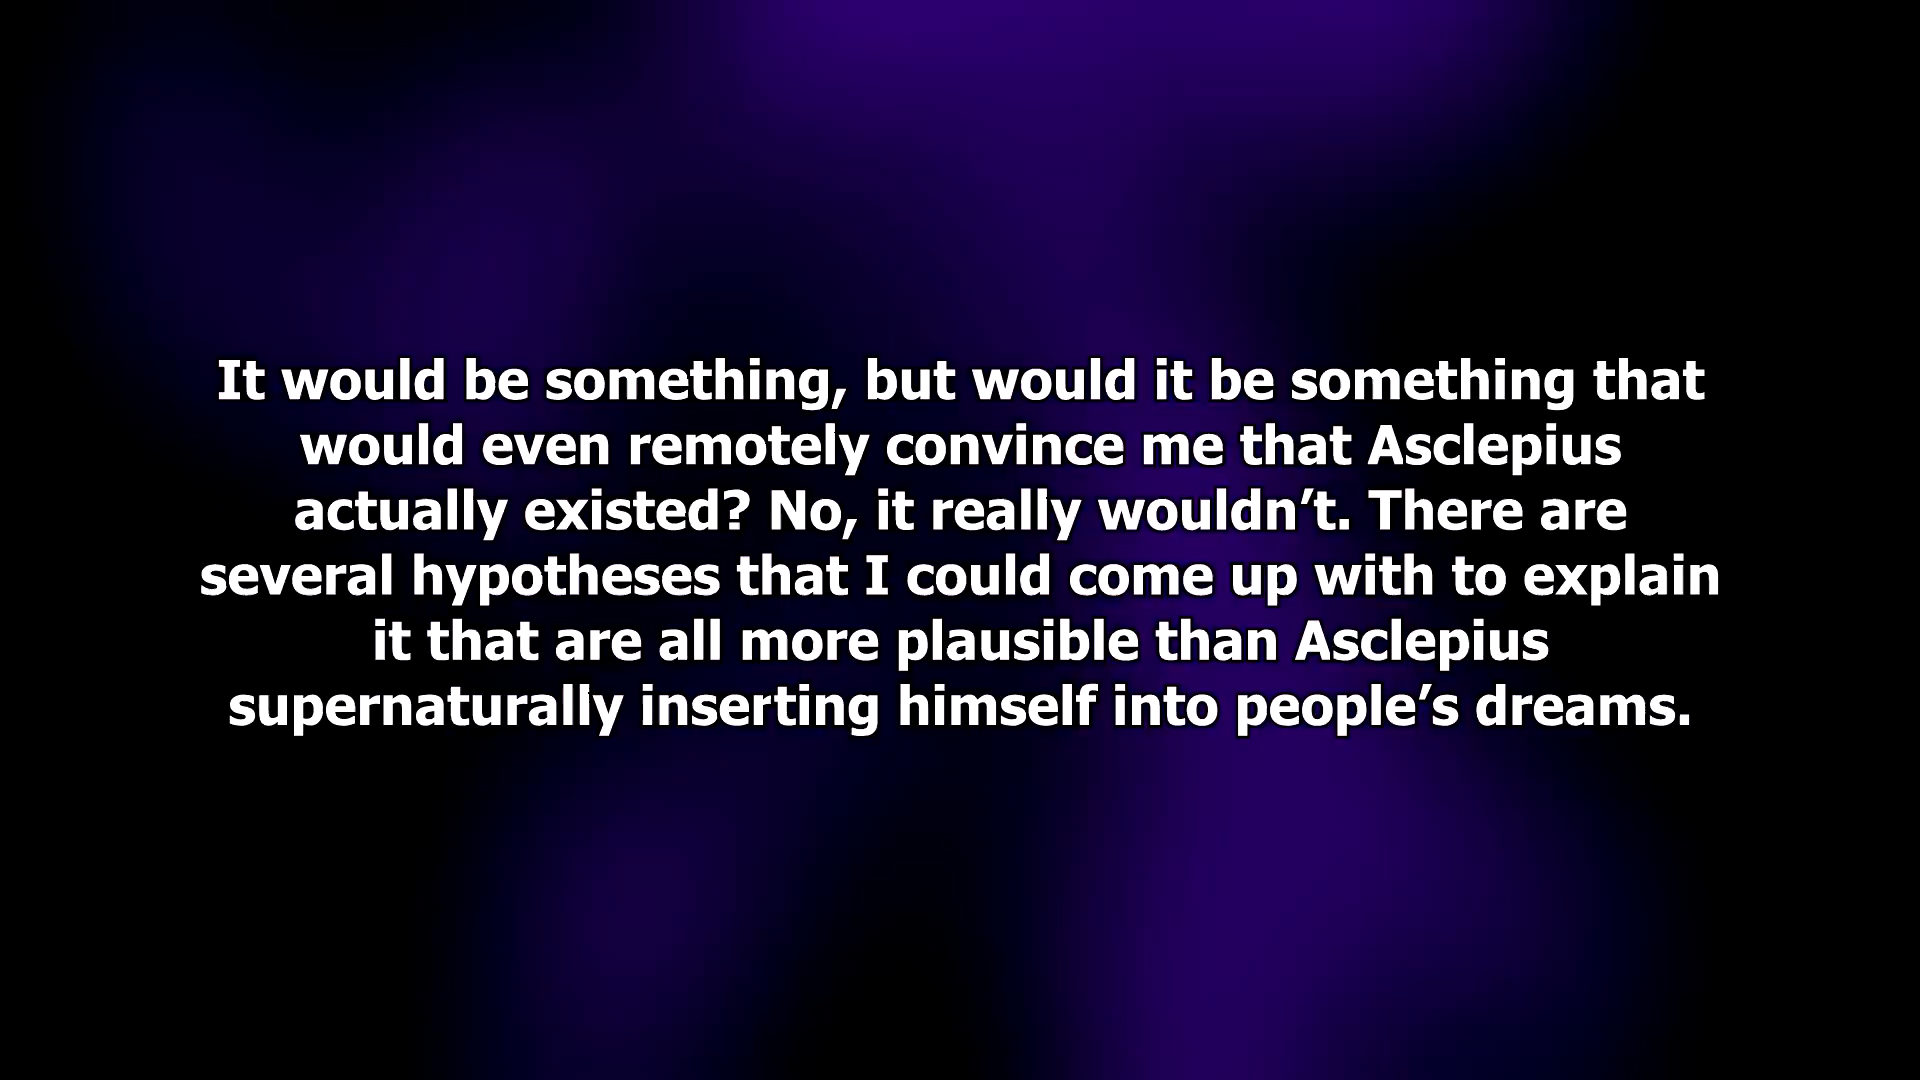 It would be something, but would it be something that
would even remotely convince me that Asclepius
actually existed? No, it really wouldn’t. There are
several hypotheses that I could come up with to explain
it that are all more plausible than Asclepius
supernaturally inserting himself into people’s dreams.